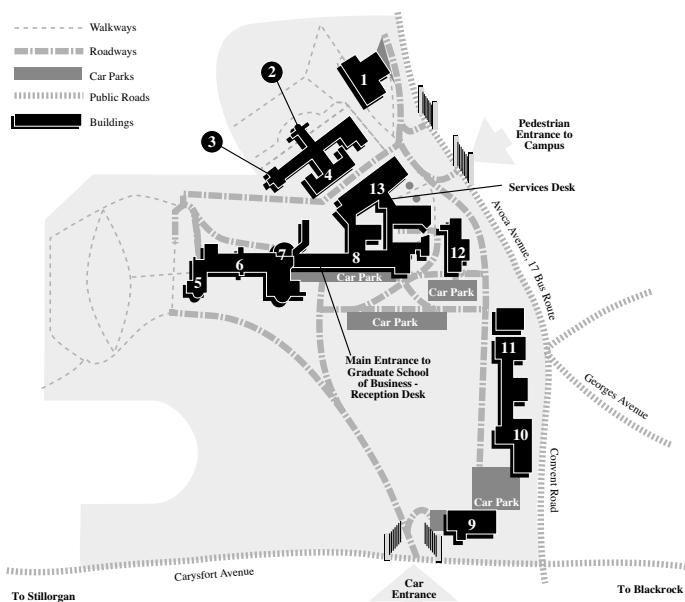 Walkways
Roadways
Car Parks
Public Roads
Buildings
1
2
3
4
Pedestrian
Entrance to
Campus
13
Services Desk
Avoca Avenue, 17 Bus Route
12
5
6
7
8
Car Park
Car Park
Car Park
11
Main Entrance to
Graduate School
of Business -
Reception Desk
Georges Avenue
10
Convent Road
Car Park
9
Carysfort Avenue
Car
Entrance
To Stillorgan
To Blackrock